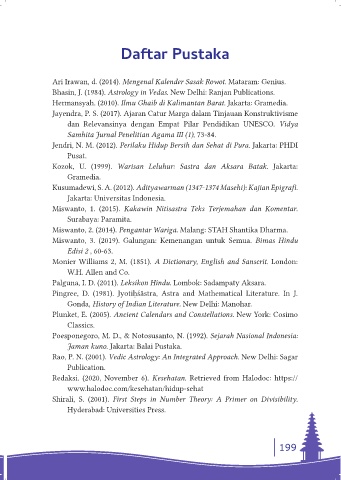 Daftar Pustaka
Ari Irawan, d. (2014). Mengenal Kalender Sasak Rowot. Mataram: Genius.
Bhasin, J. (1984). Astrology in Vedas. New Delhi: Ranjan Publications.
Hermansyah. (2010). Ilmu Ghaib di Kalimantan Barat. Jakarta: Gramedia.
Jayendra, P. S. (2017). Ajaran Catur Marga dalam Tinjauan Konstruktivisme
dan Relevansinya dengan Empat Pilar Pendidikan UNESCO. Vidya
Samhita Jurnal Penelitian Agama III (1), 73-84.
Jendri, N. M. (2012). Perilaku Hidup Bersih dan Sehat di Pura. Jakarta: PHDI
Pusat.
Kozok, U. (1999). Warisan Leluhur: Sastra dan Aksara Batak. Jakarta:
Gramedia.
Kusumadewi, S. A. (2012). Adityawarman (1347-1374 Masehi): Kajian Epigrafi.
Jakarta: Universitas Indonesia.
Miswanto, 1. (2015). Kakawin Nitisastra Teks Terjemahan dan Komentar.
Surabaya: Paramita.
Miswanto, 2. (2014). Pengantar Wariga. Malang: STAH Shantika Dharma.
Miswanto, 3. (2019). Galungan: Kemenangan untuk Semua. Bimas Hindu
Edisi 2 , 60-63.
Monier Williams 2, M. (1851). A Dictionary, English and Sanscrit. London:
W.H. Allen and Co.
Palguna, I. D. (2011). Leksikon Hindu. Lombok: Sadampaty Aksara.
Pingree, D. (1981). Jyotiḥśāstra, Astra and Mathematical Literature. In J.
Gonda, History of Indian Literature. New Delhi: Manohar.
Plunket, E. (2005). Ancient Calendars and Constellations. New York: Cosimo
Classics.
Poesponegoro, M. D., & Notosusanto, N. (1992). Sejarah Nasional Indonesia:
Jaman kuno. Jakarta: Balai Pustaka.
Rao, P. N. (2001). Vedic Astrology: An Integrated Approach. New Delhi: Sagar
Publication.
Redaksi. (2020, November 6). Kesehatan. Retrieved from Halodoc: https://
www.halodoc.com/kesehatan/hidup-sehat
Shirali, S. (2001). First Steps in Number Theory: A Primer on Divisibility.
Hyderabad: Universities Press.
199